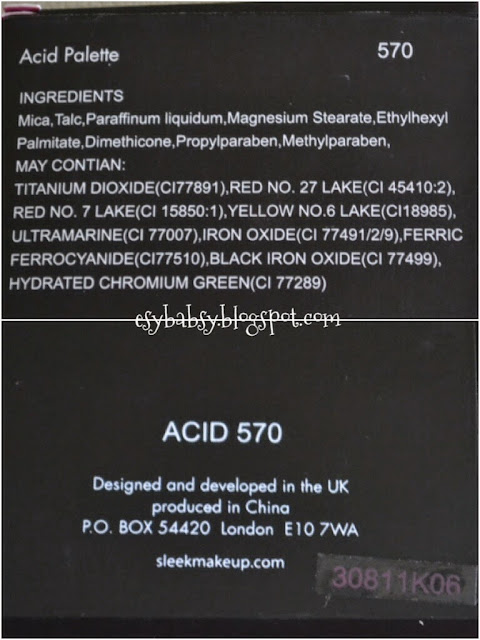 Acid Palette 570
INGREDIENTS
Mica,Talc,Paraffinum liquidum,Magnesium Stearate,Ethylhexyl
Palmitate,Dimethicone,Propylparaben,Methylparaben,
MAY CONTIAN:
TITANIUM DIOXIDE(CI77891),RED NO. 27 LAKE(CI 45410:2),
RED NO. 7 LAKE(CI 15850:1),YELLOW NO.6 LAKE(CI18985),
ULTRAMARINE(CI 77007),IRON OXIDE(CI 77491/2/9),FERRIC
FERROCYANIDE(CI77510),BLACK IRON OXIDE(CI 77499),
HYDRATED CHROMIUM GREEN(CI 77289)
esybabsy.blogspot.com
ACID 570
Designed and developed in the UK
produced in China
P.O. BOX 54420 London E10 7WA
sleekmakeup.com
30811K06